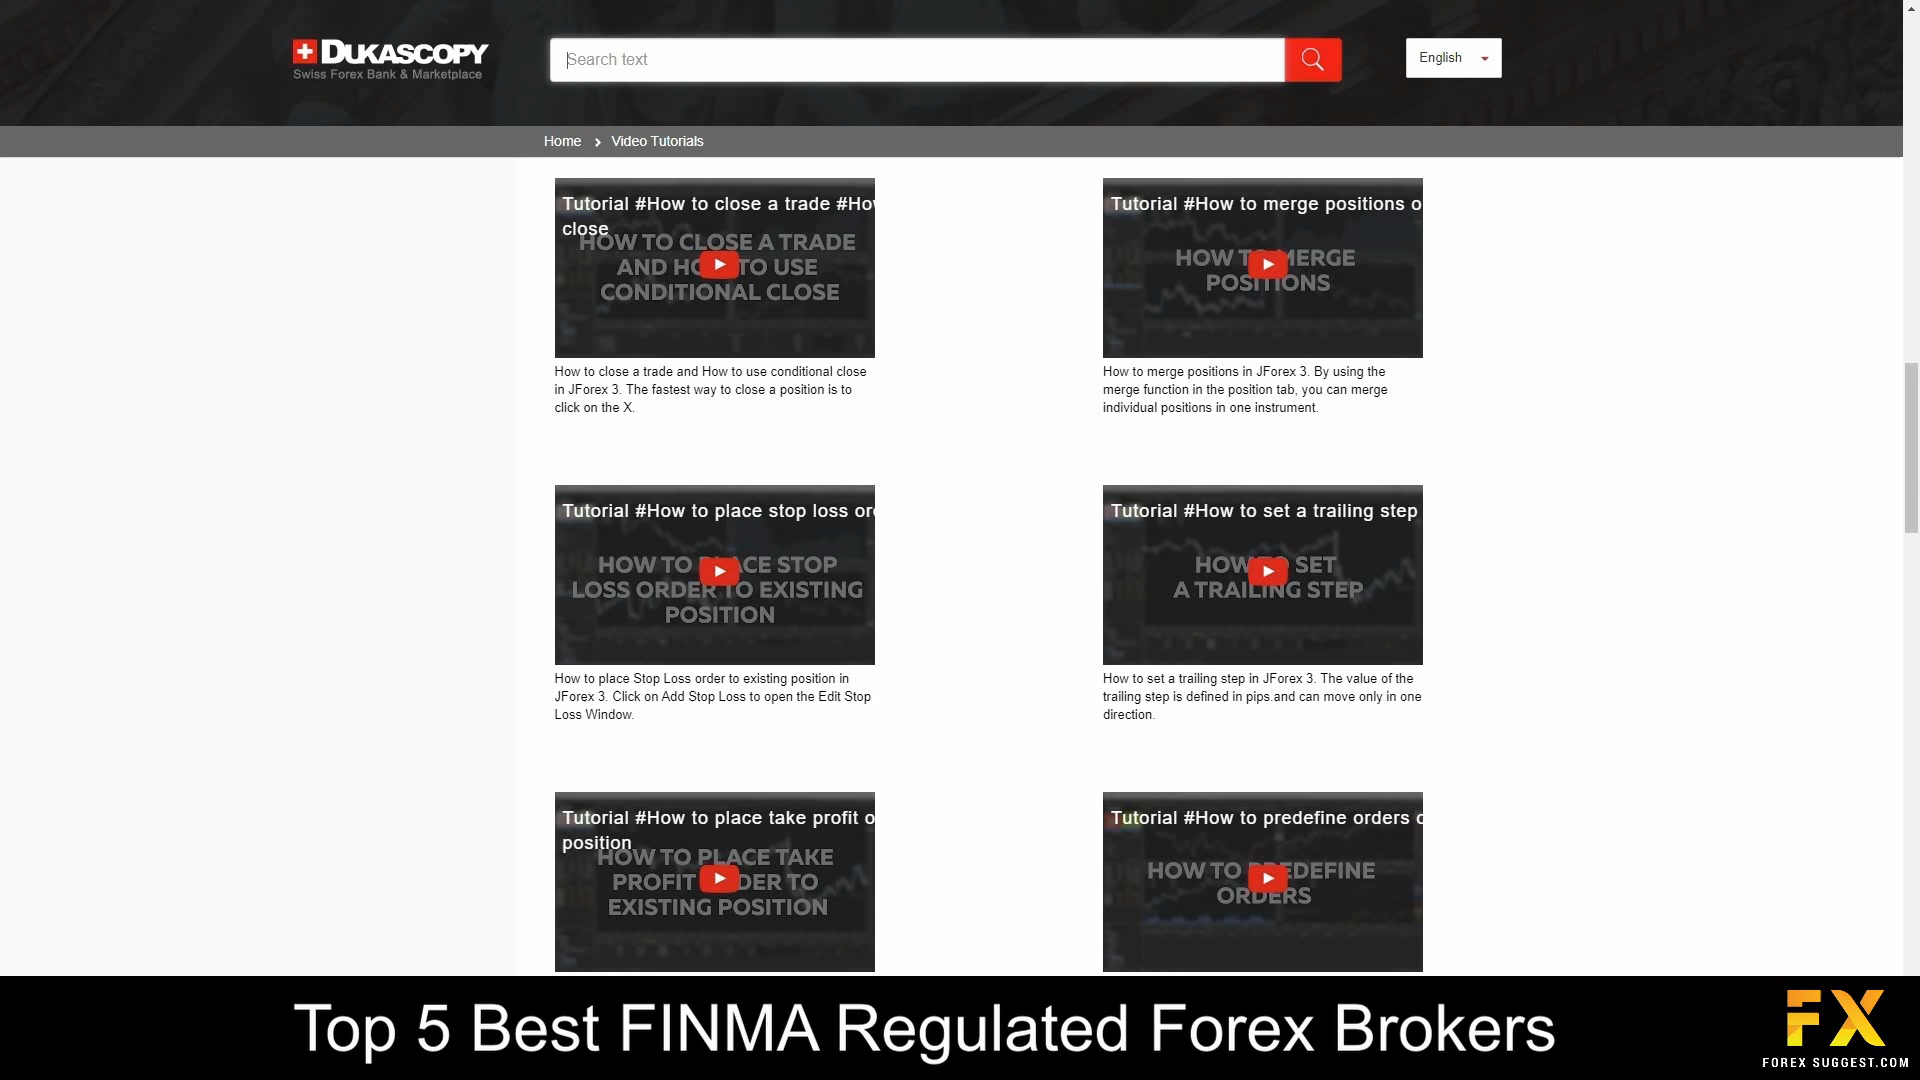 DUKASCOPY
Swiss Forex Bank & Marketplace
Search text
English
Home
Video Tutorials
Tutorial #How to close a trade #Hov
close
HOW TO CLOSE A TRADE
AND HOW TO USE
CONDITIONAL CLOSE
How to close a trade and How to use conditional close
in JForex 3. The fastest way to close a position is to
click on the X.
Tutorial #How to merge positions o
HOW TO MERGE
POSITIONS
How to merge positions in JForex 3. By using the
merge function in the position tab, you can merge
individual positions in one instrument.
Tutorial #How to place stop loss ord
HOW TO PLACE STOP
LOSS ORDER TO EXISTING
POSITION
How to place Stop Loss order to existing position in
JForex 3. Click on Add Stop Loss to open the Edit Stop
Loss Window.
Tutorial #How to set a trailing step
HOW TO SET
A TRAILING STEP
How to set a trailing step in JForex 3. The value of the
trailing step is defined in pips.and can move only in one
direction.
Tutorial #How to place take profit o
position
HOW TO PLACE TAKE
PROFIT ORDER TO
EXISTING POSITION
Tutorial #How to predefine orders o
HOW TO PREDEFINE
ORDERS
Top 5 Best FINMA Regulated Forex Brokers
FX
FOREX SUGGEST.COM